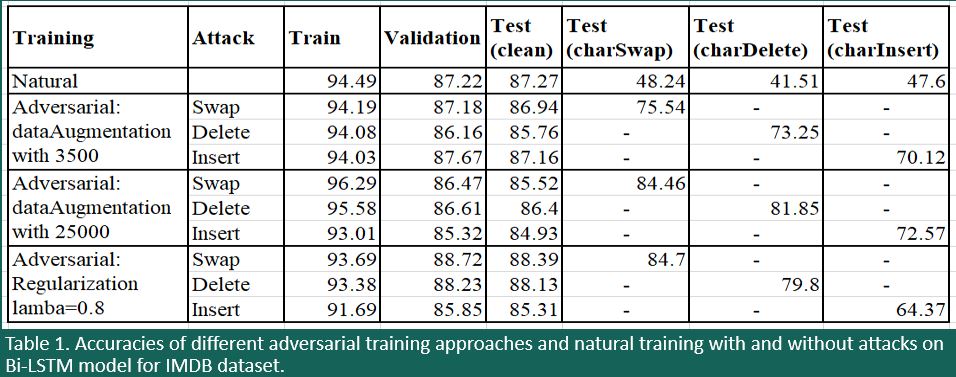 Training Attack Train Validation Test (clean) Test (charSwap) Test (charDelete) Test (charInsert)
Natural 94.49 87.22 87.27 48.24 41.51 47.6
Adversarial: Swap 94.19 87.18 86.94 75.54 - -
dataAugmentation Delete 94.08 86.16 85.76 - 73.25 -
with 3500 Insert 94.03 87.67 87.16 - - 70.12
Adversarial: Swap 96.29 86.47 85.52 84.46 - -
dataAugmentation Delete 95.58 86.61 86.4 - 81.85 -
with 25000 Insert 93.01 85.32 84.93 - - 72.57
Adversarial: Swap 93.69 88.72 88.39 84.7 - -
Regularization Delete 93.38 88.23 88.13 - 79.8 -
lamba=0.8 Insert 91.69 85.85 85.31 - - 64.37
Table 1. Accuracies of different adversarial training approaches and natural training with and without attacks on
Bi-LSTM model for IMDB dataset.